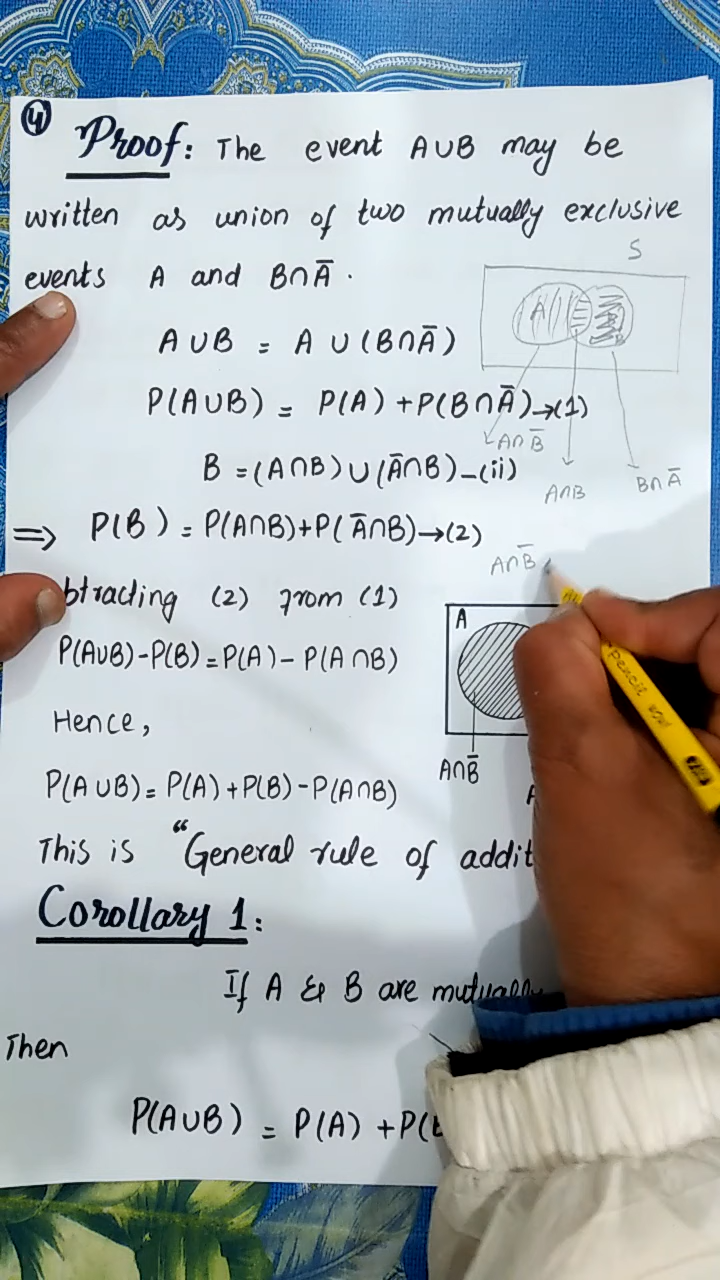 4 Proof: The event A∪B may be
written as union of two mutually exclusive
events A and B∩Ā.
S
A
A∪B = A∪(B∩Ā)
P(A∪B) = P(A)+P(B∩Ā)→(1)
A∩B̄
B = (A∩B)∪(Ā∩B)—(ii)
A∩B
B∩Ā
⇒ P(B) = P(A∩B)+P(Ā∩B)→(2)
A∩B̄
btracting (2) from (1)
A
P(A∪B)-P(B)=P(A)-P(A∩B)
Hence,
A∩B̄
P(A∪B)=P(A)+P(B)-P(A∩B)
This is "General rule of addit
Corollary 1:
If A & B are mutually
Then
P(A∪B) = P(A)+P(
pencil